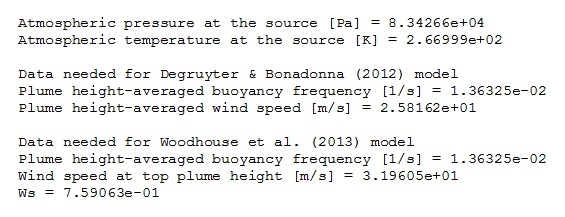 Atmospheric pressure at the source [Pa] = 8.34266e+04
Atmospheric temperature at the source [K] = 2.66999e+02
Data needed for Degruyter & Bonadonna (2012) model
Plume height-averaged buoyancy frequency [1/s] = 1.36325e-02
Plume height-averaged wind speed [m/s] = 2.58162e+01
Data needed for Woodhouse et al. (2013) model
Plume height-averaged buoyancy frequency [1/s] = 1.36325e-02
Wind speed at top plume height [m/s] = 3.19605e+01
Ws = 7.59063e-01